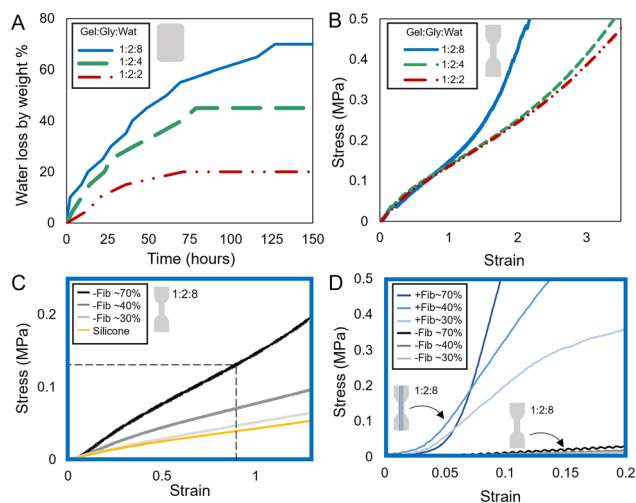 A
Gel:Gly:Wat
1:2:8
1:2:4
1:2:2
Water loss by weight %
80
60
40
20
0
0 25 50 75 100 125 150
Time (hours)
B
Gel:Gly:Wat
1:2:8
1:2:4
1:2:2
Stress (MPa)
0.5
0.4
0.3
0.2
0.1
0
0 1 2 3
Strain
C
-Fib ~70%
-Fib ~40%
-Fib ~30%
Silicone
1:2:8
Stress (MPa)
0.2
0.1
0
0 1
Strain
D
+Fib~70%
+Fib~40%
+Fib~30%
-Fib ~70%
-Fib ~40%
-Fib ~30%
1:2:8
1:2:8
Stress (MPa)
0.5
0.4
0.3
0.2
0.1
0
0 0.05 0.1 0.15 0.2
Strain